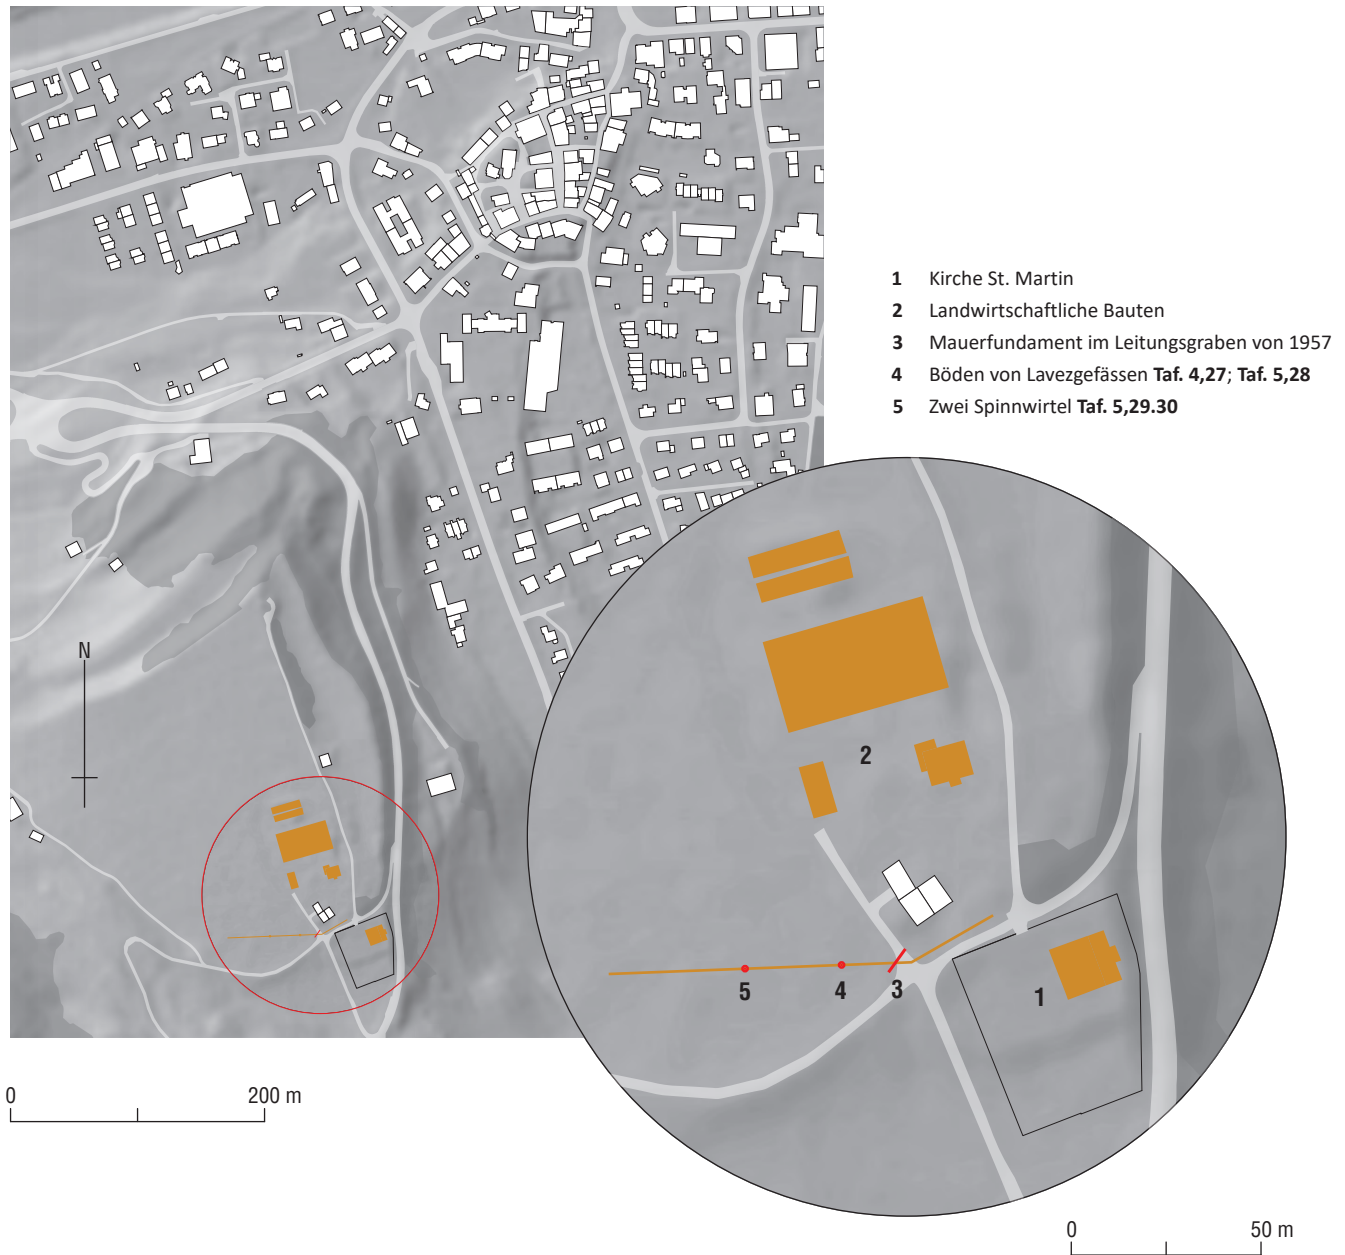 1 Kirche St. Martin
2 Landwirtschaftliche Bauten
3 Mauerfundament im Leitungsgraben von 1957
4 Böden von Lavezgefässen Taf. 4,27; Taf. 5,28
5 Zwei Spinnwirtel Taf. 5,29.30
N
2
5 4 3
1
0 200 m
0 50 m